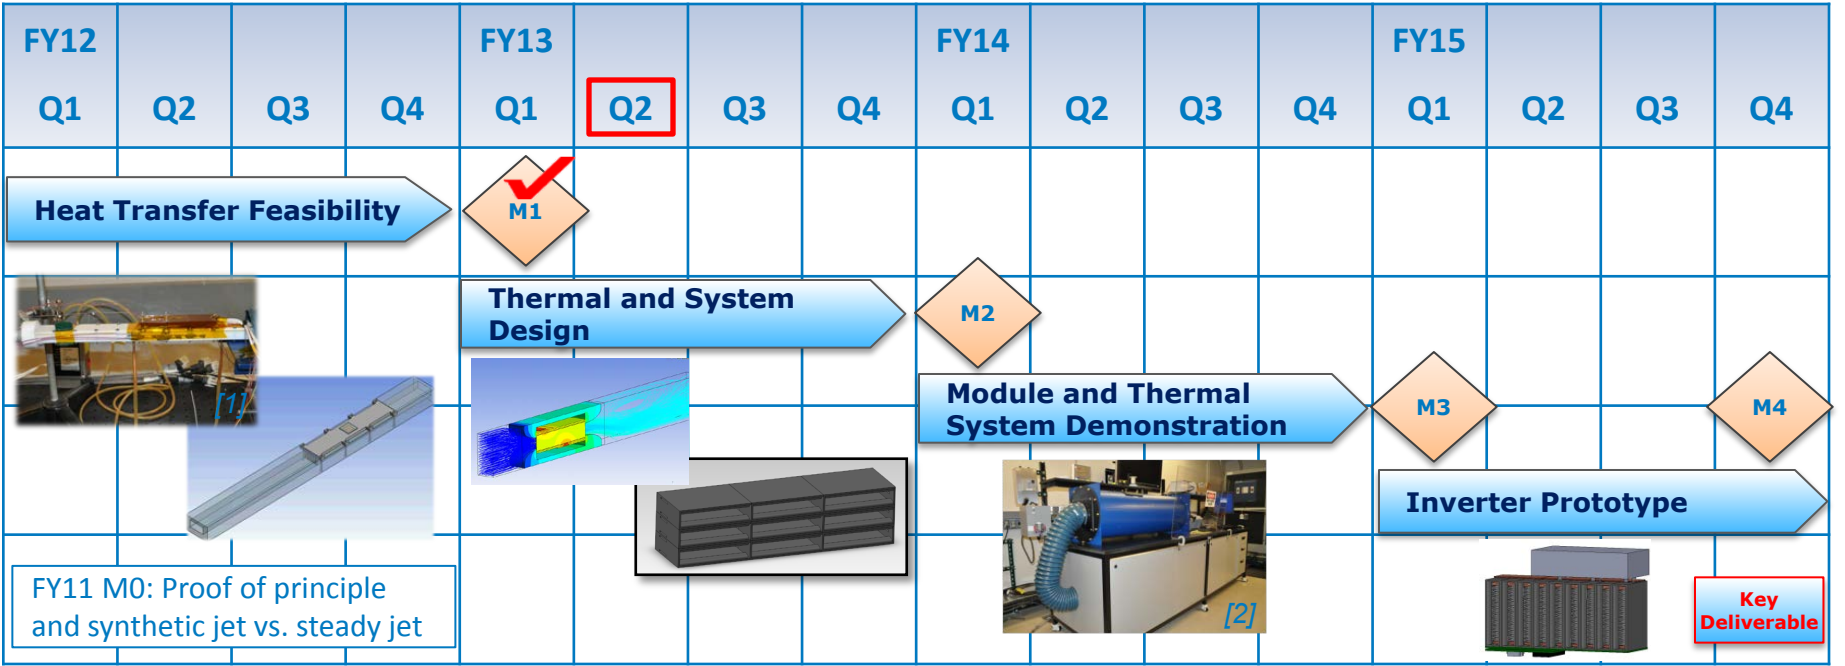 FY12 FY13 FY14 FY15
Q1 Q2 Q3 Q4 Q1 Q2 Q3 Q4 Q1 Q2 Q3 Q4 Q1 Q2 Q3 Q4
Heat Transfer Feasibility
M1
Thermal and System
Design
M2
Module and Thermal
System Demonstration
M3
M4
[1]
Inverter Prototype
[2]
FY11 M0: Proof of principle
and synthetic jet vs. steady jet
Key
Deliverable